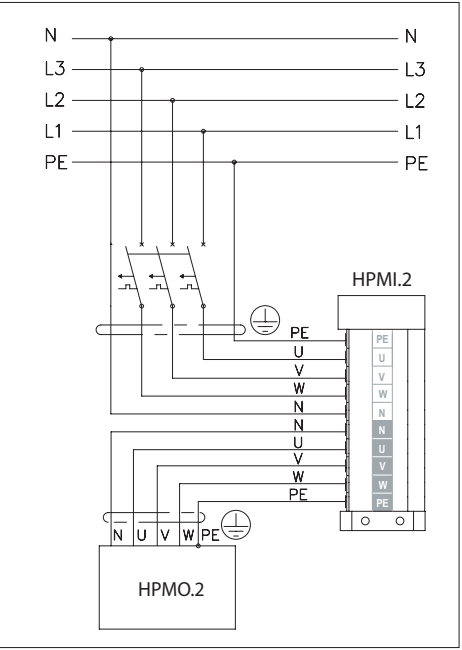 N N
L3 L3
L2 L2
L1 L1
PE PE
HPMI.2
PE PE
U U
V V
W W
N N
N N
U U
V V
W W
PE PE
N U V W PE
HPMO.2